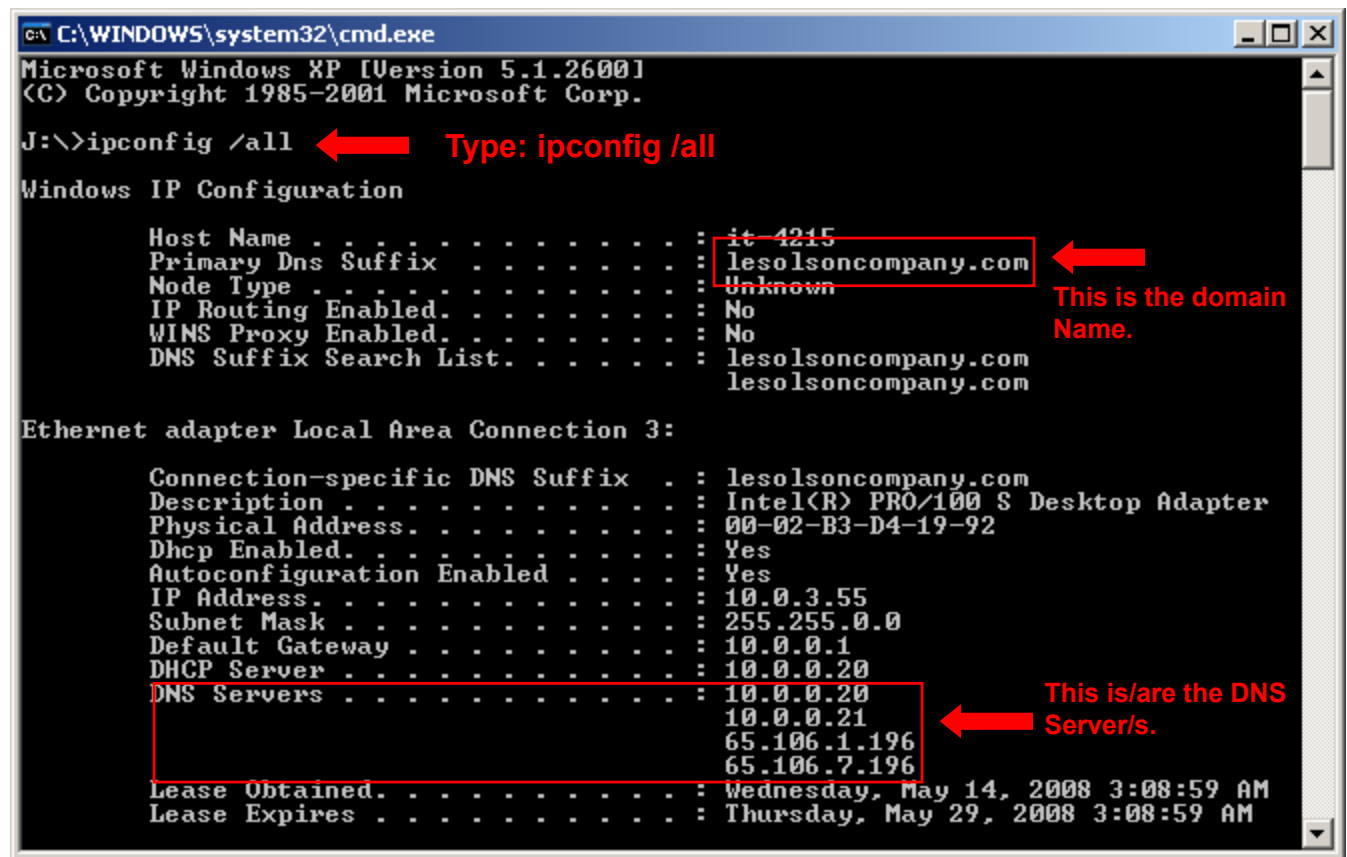 C:\WINDOWS\system32\cmd.exe
Microsoft Windows XP [Version 5.1.2600]
(C) Copyright 1985-2001 Microsoft Corp.
J:\>ipconfig /all
Type: ipconfig /all
Windows IP Configuration
Host Name . . . . . . . . . . . . : it-4215
Primary Dns Suffix  . . . . . . . : lesolsoncompany.com
Node Type . . . . . . . . . . . . : Unknown
This is the domain
Name.
IP Routing Enabled. . . . . . . . : No
WINS Proxy Enabled. . . . . . . . : No
DNS Suffix Search List. . . . . . : lesolsoncompany.com
lesolsoncompany.com
Ethernet adapter Local Area Connection 3:
Connection-specific DNS Suffix  . : lesolsoncompany.com
Description . . . . . . . . . . . : Intel(R) PRO/100 S Desktop Adapter
Physical Address. . . . . . . . . : 00-02-B3-D4-19-92
Dhcp Enabled. . . . . . . . . . . : Yes
Autoconfiguration Enabled . . . . : Yes
IP Address. . . . . . . . . . . . : 10.0.3.55
Subnet Mask . . . . . . . . . . . : 255.255.0.0
Default Gateway . . . . . . . . . : 10.0.0.1
DHCP Server . . . . . . . . . . . : 10.0.0.20
DNS Servers . . . . . . . . . . . : 10.0.0.20
10.0.0.21
65.106.1.196
65.106.7.196
This is/are the DNS
Server/s.
Lease Obtained. . . . . . . . . . : Wednesday, May 14, 2008 3:08:59 AM
Lease Expires . . . . . . . . . . : Thursday, May 29, 2008 3:08:59 AM